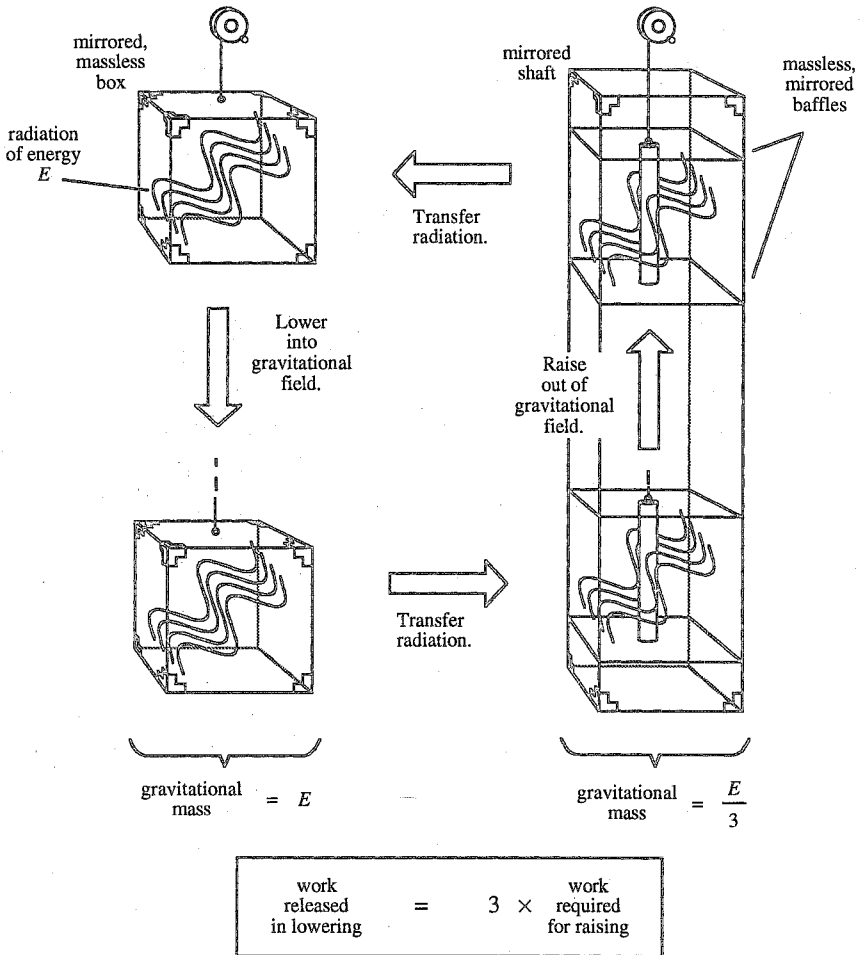 mirrored,
massless
box
radiation
of energy
E
mirrored
shaft
massless,
mirrored
baffles
Transfer
radiation.
Lower
into
gravitational
field.
Raise
out of
gravitational
field.
Transfer
radiation.
gravitational
mass = E
gravitational
mass = E
3
work
released
in lowering
= 3 ×
work
required
for raising